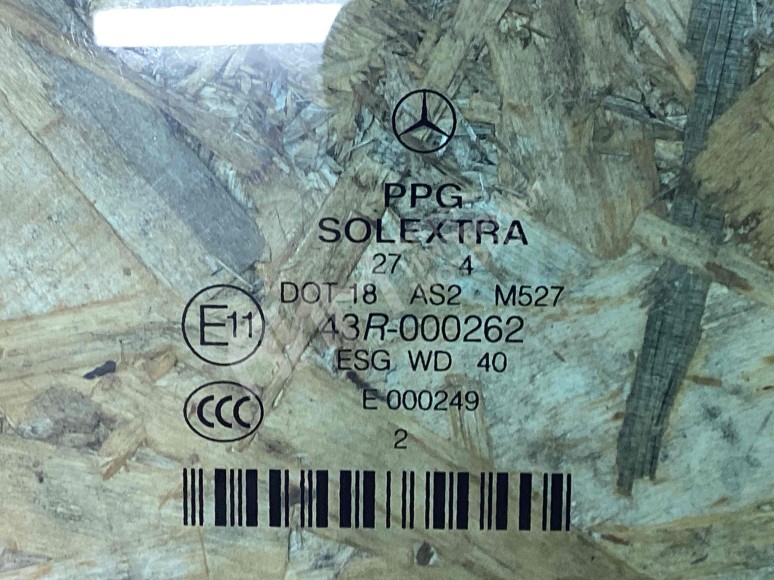 PPG
SOLEXTRA
27 4
DOT-18 AS2 M527
E11 43R-000262
ESG WD 40
CCC E 000249
2